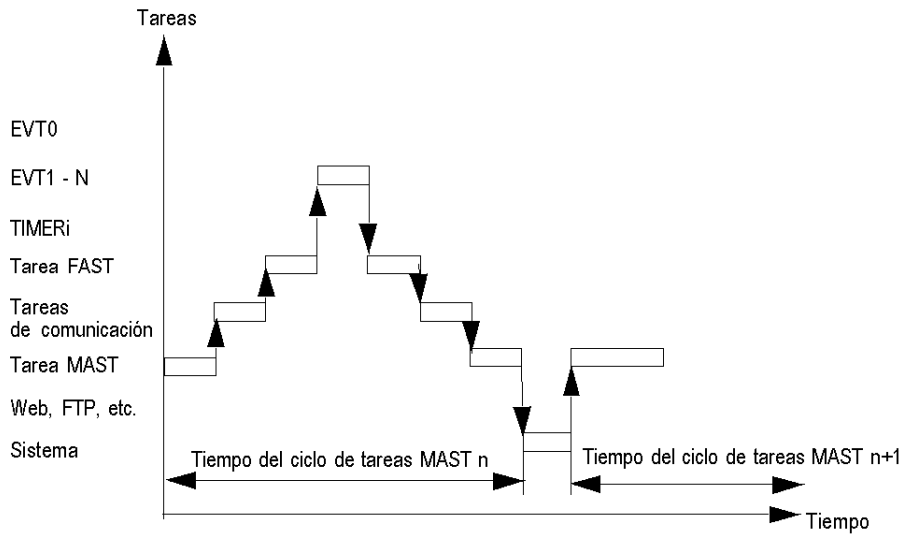 Tareas
EVT0
EVT1 - N
TIMERi
Tarea FAST
Tareas
de comunicación
Tarea MAST
Web, FTP, etc.
Sistema
Tiempo del ciclo de tareas MAST n
Tiempo del ciclo de tareas MAST n+1
Tiempo